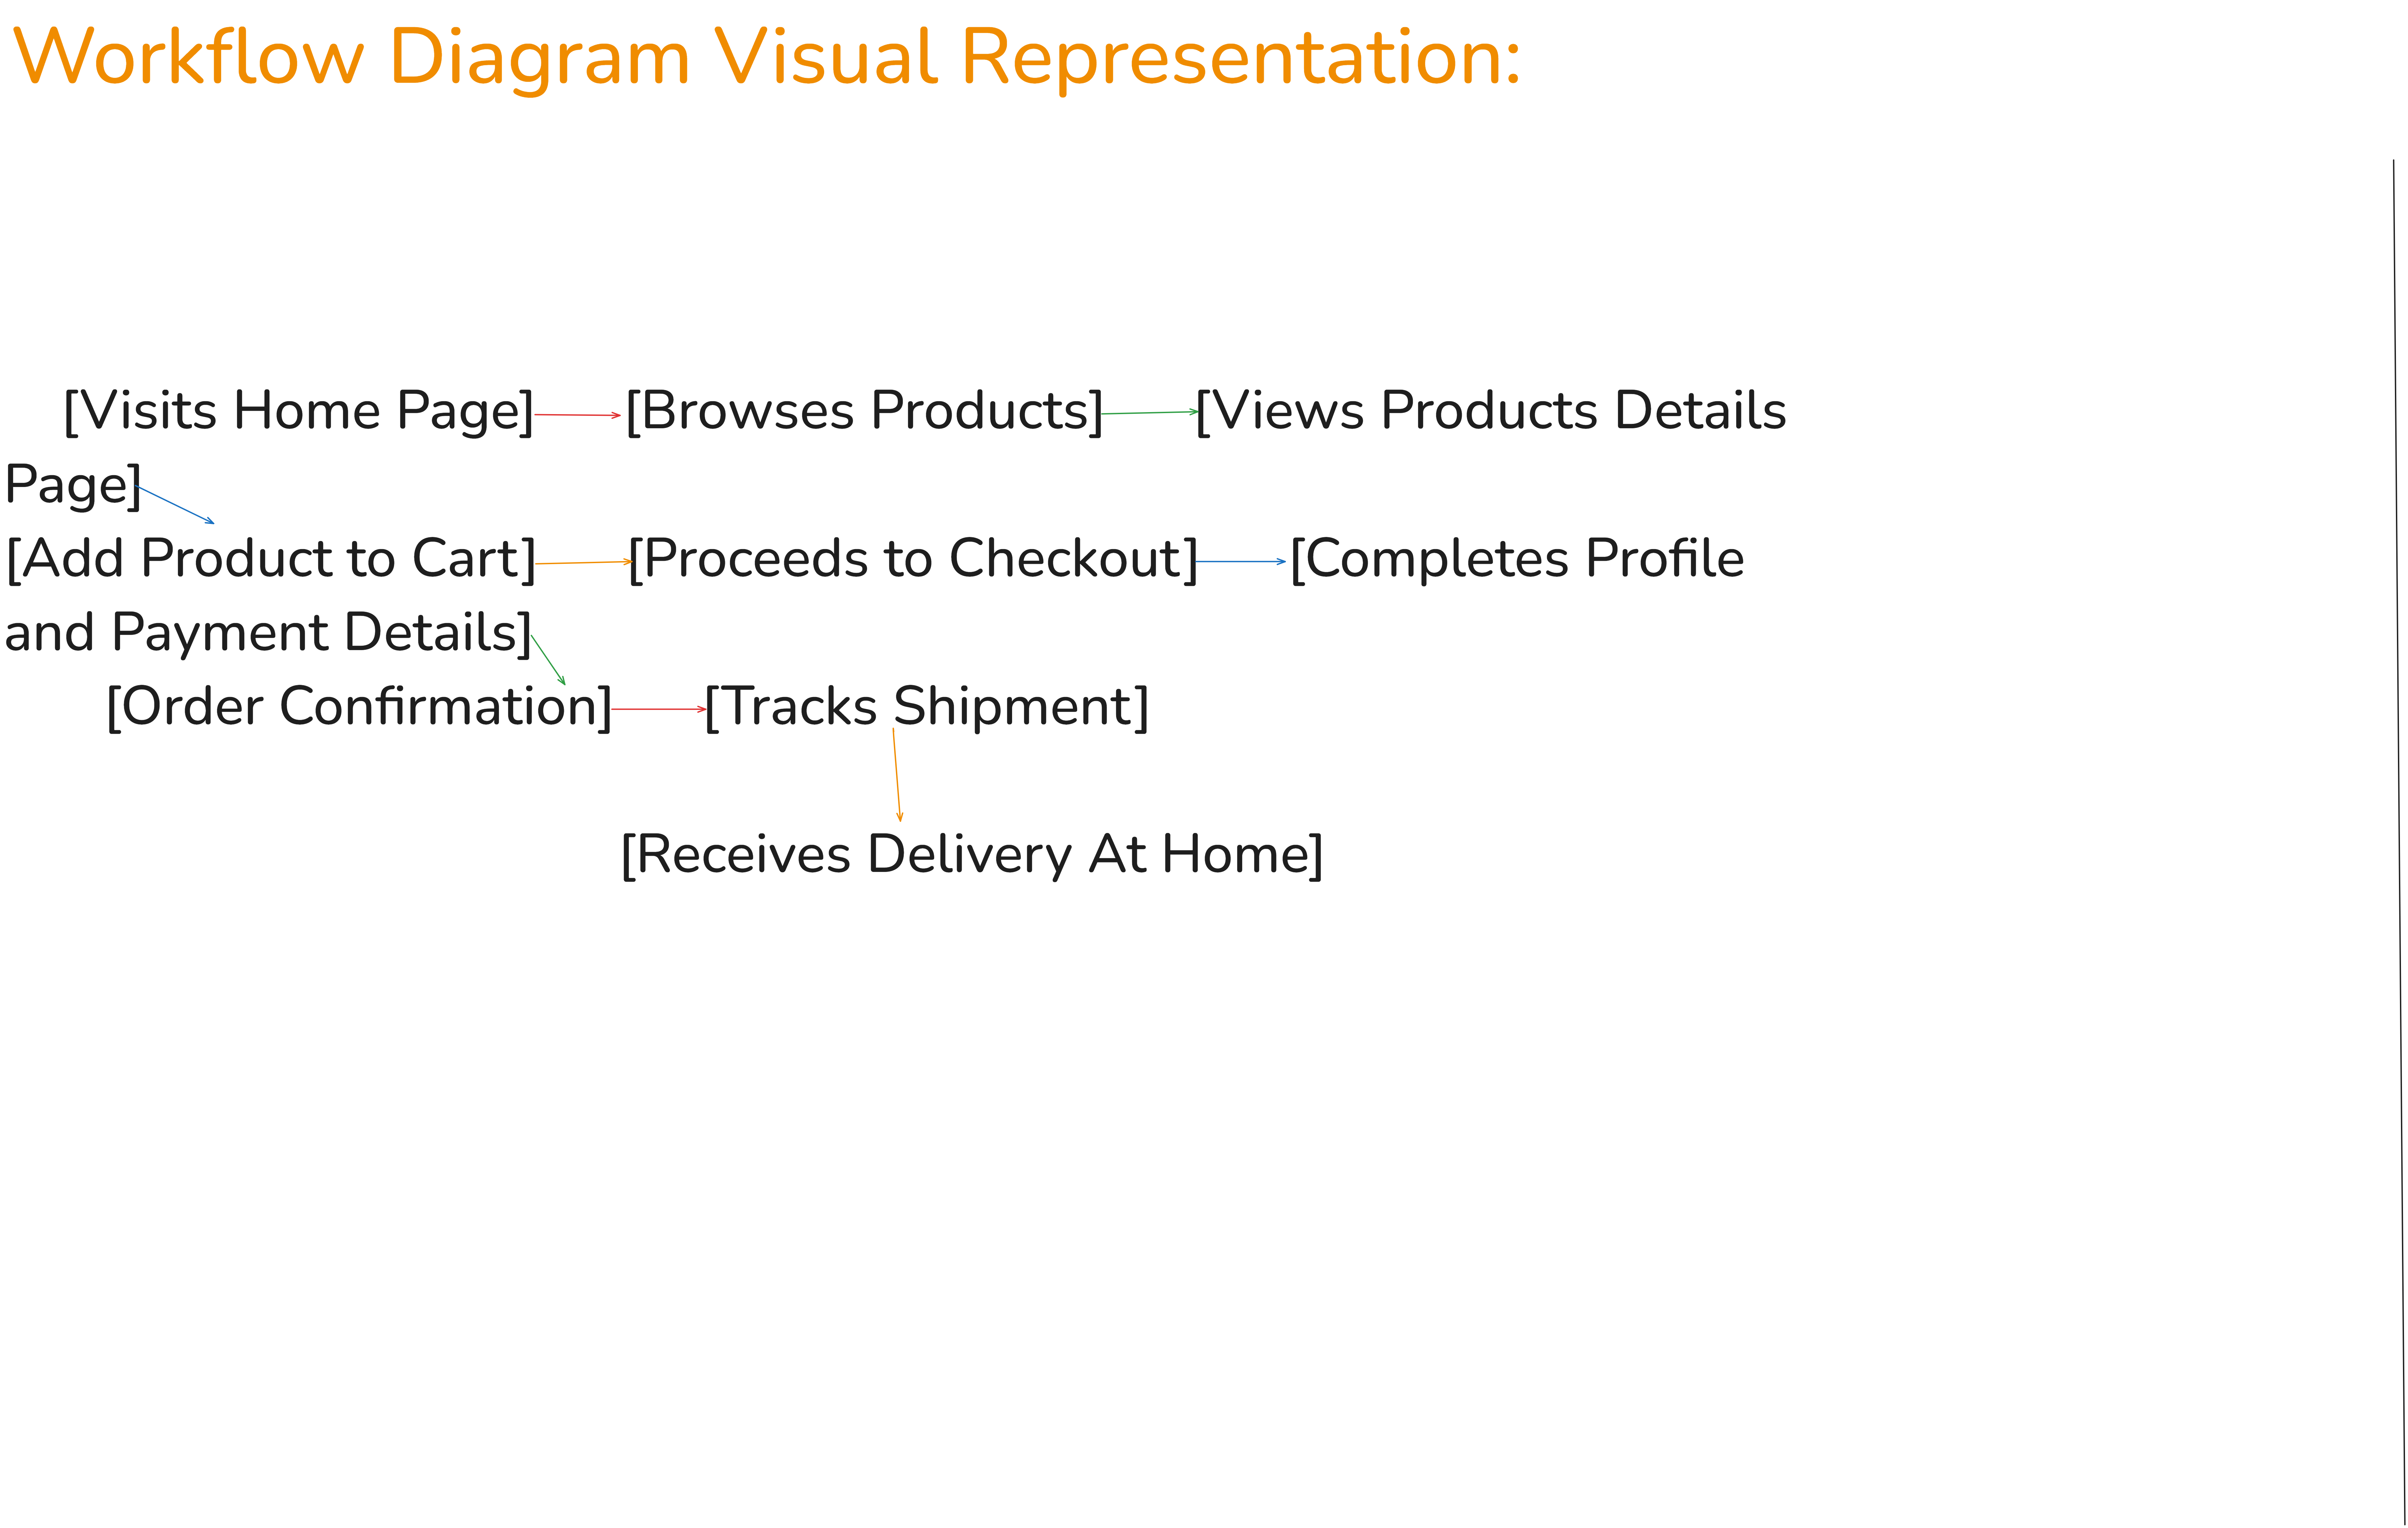 Workflow Diagram Visual Representation:
[Visits Home Page] [Browses Products] [Views Products Details
Page]
[Add Product to Cart] [Proceeds to Checkout] [Completes Profile
and Payment Details]
[Order Confirmation] [Tracks Shipment]
[Receives Delivery At Home]